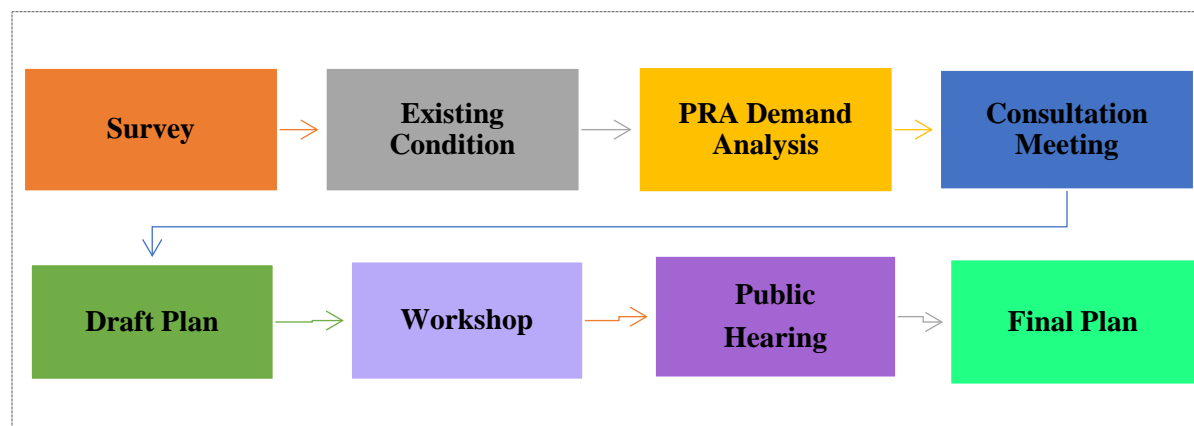 Survey
Existing
Condition
PRA Demand
Analysis
Consultation
Meeting
Draft Plan
Workshop
Public
Hearing
Final Plan